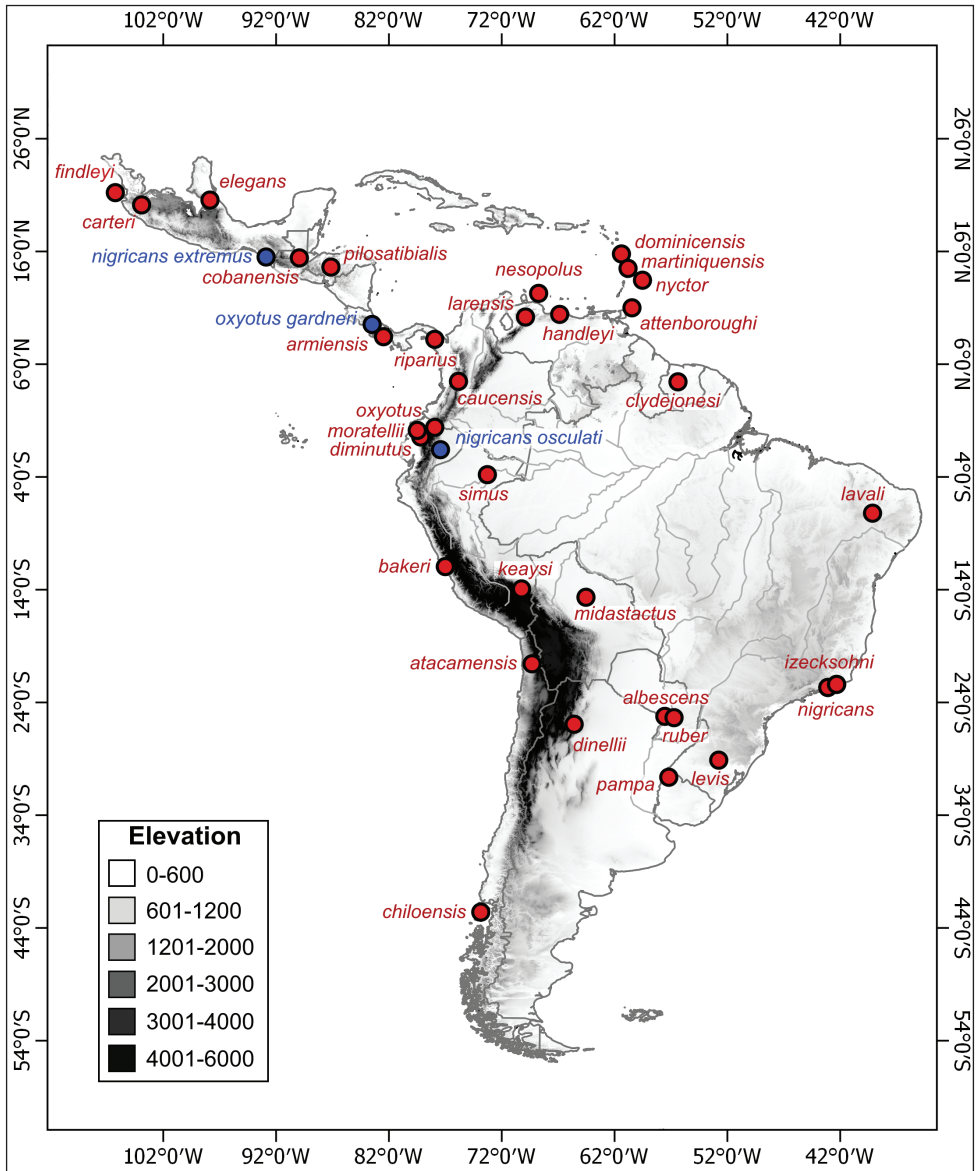 102°0'W 92°0'W 82°0'W 72°0'W 62°0'W 52°0'W 42°0'W
26°0'N 26°0'N
findleyi
elegans
carteri
16°0'N 16°0'N
nigricans extremus
pilosatibialis
cobanensis
dominicensis
martiniquensis
nesopolus
nyctor
larensis
oxyotus gardneri
attenboroughi
handleyi
armiensis
riparius
6°0'N 6°0'N
caucensis
clydejonesi
oxyotus
moratellii
nigricans osculati
diminutus
4°0'S 4°0'S
simus
lavali
bakeri
keaysi
14°0'S 14°0'S
midastactus
atacamensis
izecksohni
albescens
24°0'S 24°0'S
nigricans
ruber
dinellii
pampa
levis
34°0'S 34°0'S
Elevation
0-600
601-1200
1201-2000
2001-3000
3001-4000
4001-6000
chiloensis
44°0'S 44°0'S
54°0'S 54°0'S
102°0'W 92°0'W 82°0'W 72°0'W 62°0'W 52°0'W 42°0'W